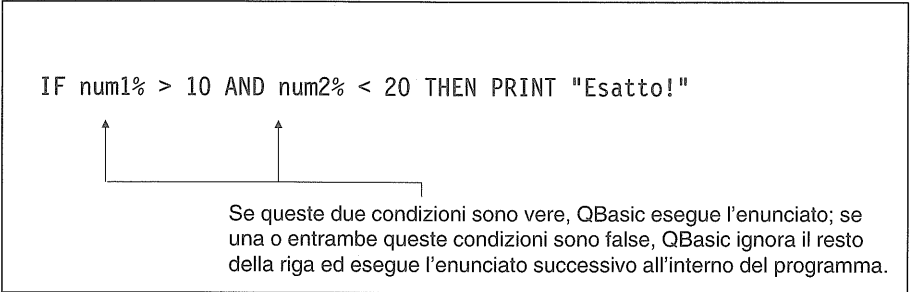 IF num1% > 10 AND num2% < 20 THEN PRINT "Esatto!"
Se queste due condizioni sono vere, QBasic esegue l'enunciato; se
una o entrambe queste condizioni sono false, QBasic ignora il resto
della riga ed esegue l'enunciato successivo all'interno del programma.